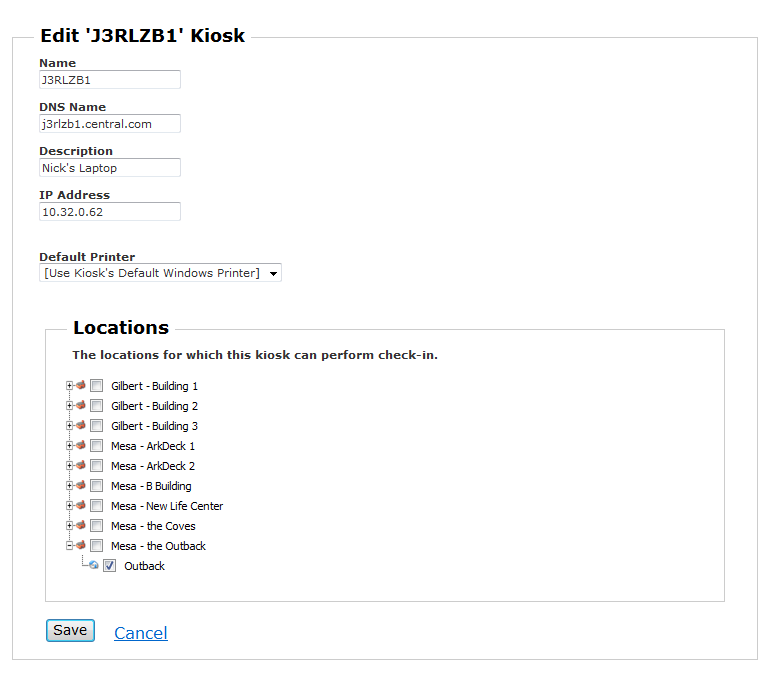 Edit 'J3RLZB1' Kiosk
Name
J3RLZB1
DNS Name
j3rlzb1.central.com
Description
Nick's Laptop
IP Address
10.32.0.62
Default Printer
[Use Kiosk's Default Windows Printer]
Locations
The locations for which this kiosk can perform check-in.
Gilbert - Building 1
Gilbert - Building 2
Gilbert - Building 3
Mesa - ArkDeck 1
Mesa - ArkDeck 2
Mesa - B Building
Mesa - New Life Center
Mesa - the Coves
Mesa - the Outback
Outback
Save Cancel